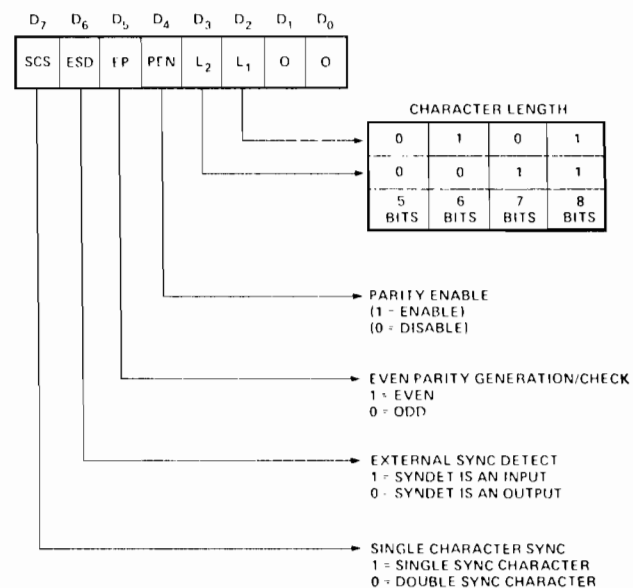 D7 D6 D5 D4 D3 D2 D1 D0
SCS ESD EP PEN L2 L1 0 0
CHARACTER LENGTH
0 1 0 1
0 0 1 1
5 6 7 8
BITS BITS BITS BITS
PARITY ENABLE
(1 = ENABLE)
(0 = DISABLE)
EVEN PARITY GENERATION/CHECK
1 = EVEN
0 = ODD
EXTERNAL SYNC DETECT
1 = SYNDET IS AN INPUT
0 = SYNDET IS AN OUTPUT
SINGLE CHARACTER SYNC
1 = SINGLE SYNC CHARACTER
0 = DOUBLE SYNC CHARACTER